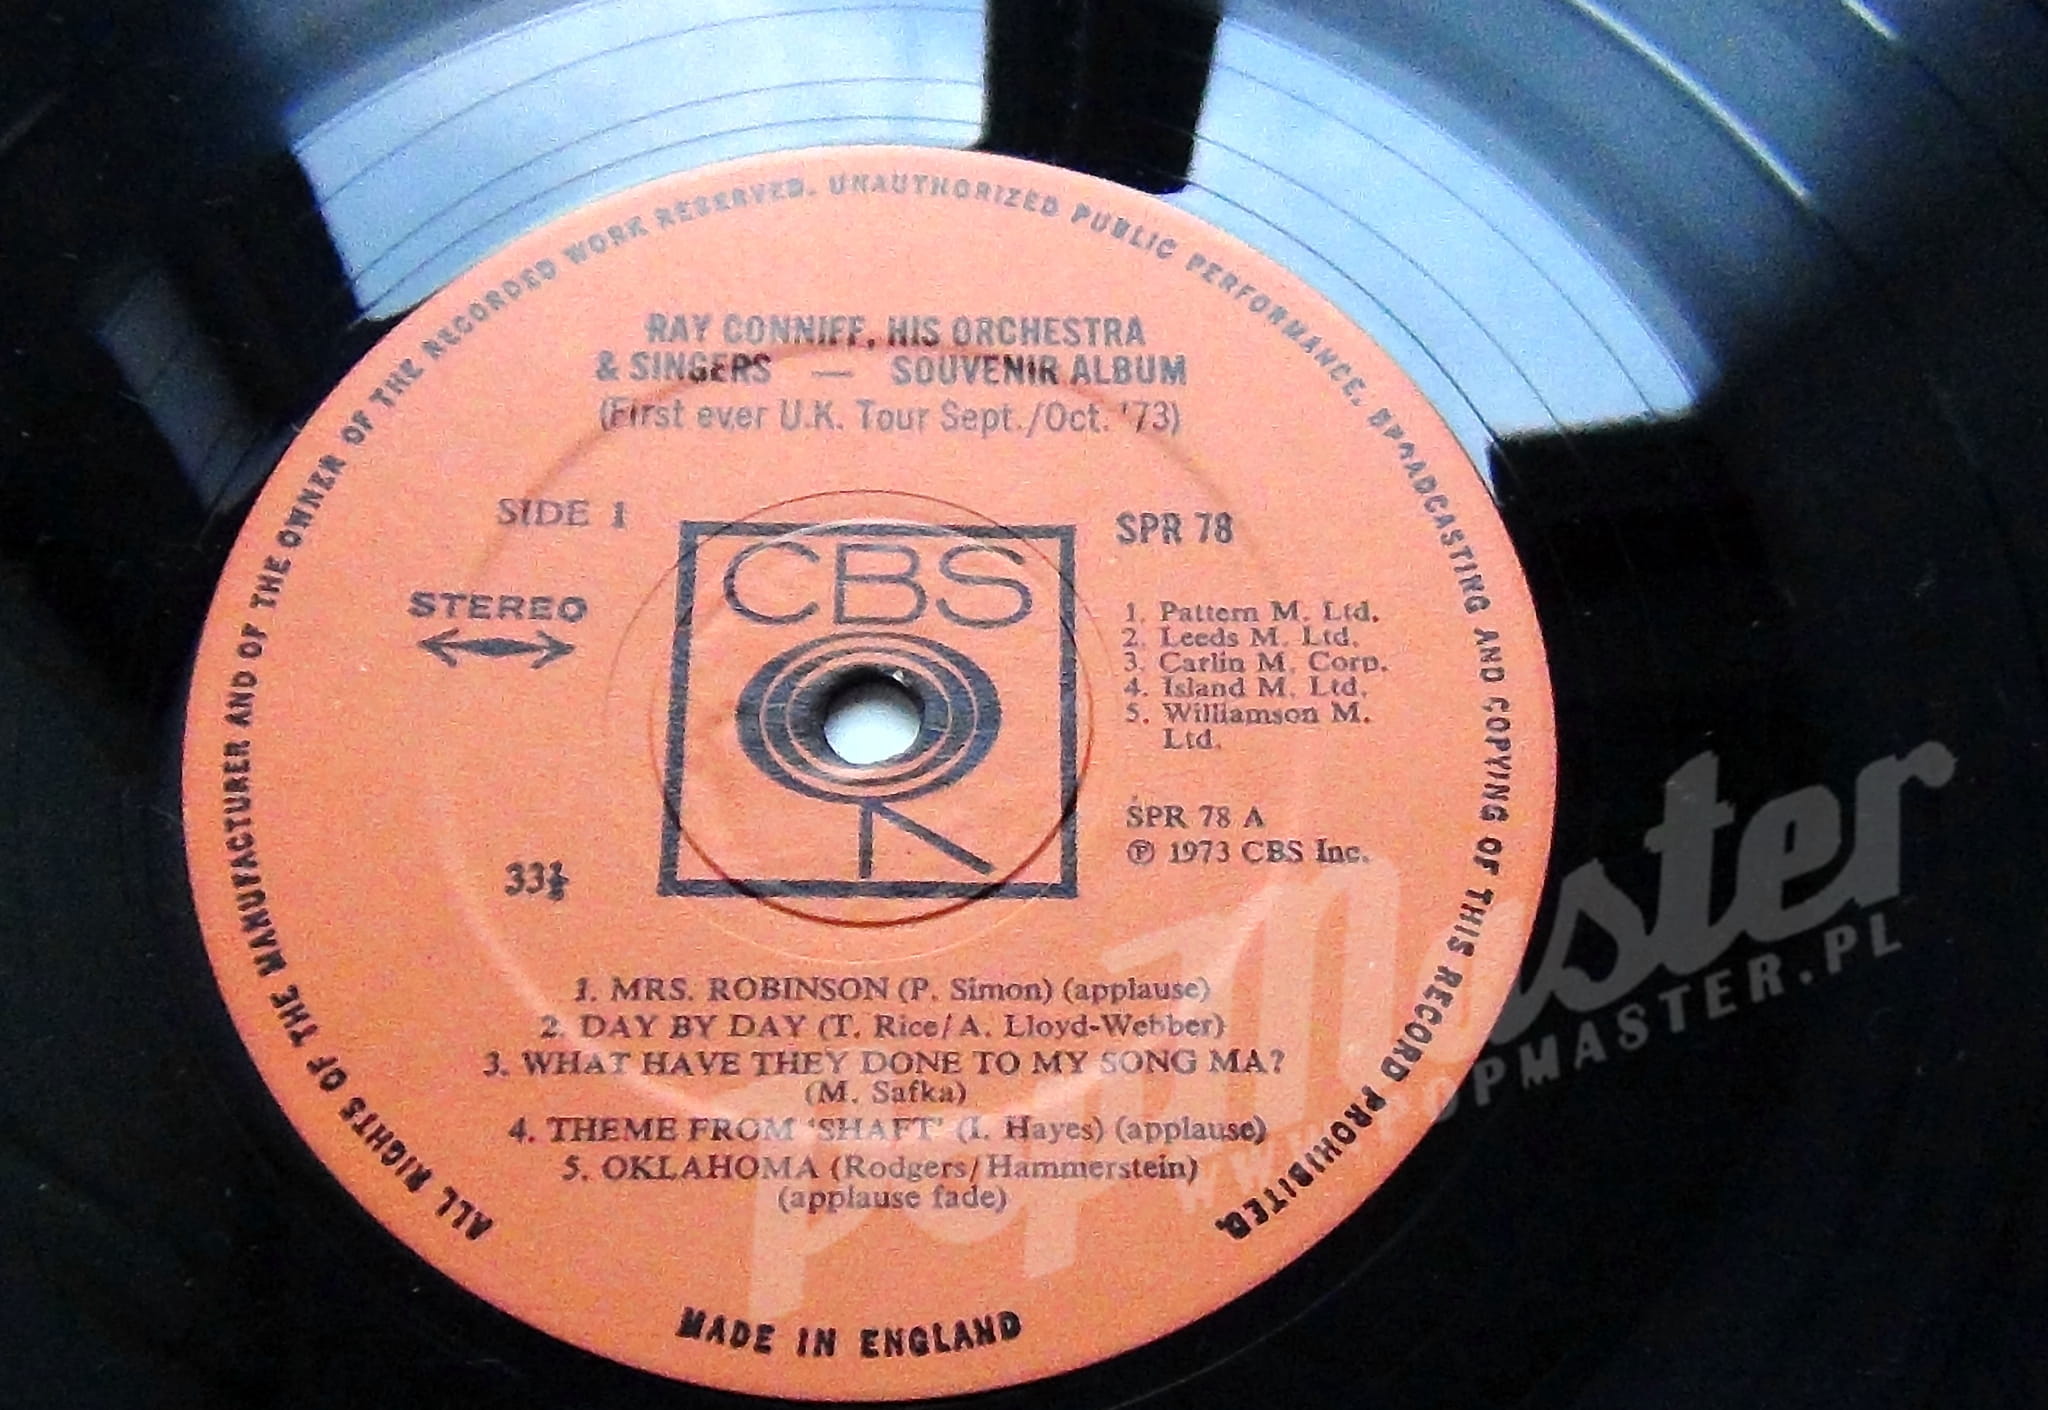 ALL RIGHTS OF THE MANUFACTURER AND OF THE OWNER OF THE RECORDED WORK RESERVED. UNAUTHORIZED PUBLIC PERFORMANCE, BROADCASTING AND COPYING OF THIS RECORD PROHIBITED.
RAY CONNIFF, HIS ORCHESTRA
& SINGERS — SOUVENIR ALBUM
(First ever U.K. Tour Sept./Oct. '73)
SIDE 1
STEREO
33⅓
CBS
SPR 78
1. Pattern M. Ltd.
2. Leeds M. Ltd.
3. Carlin M. Corp.
4. Island M. Ltd.
5. Williamson M.
Ltd.
SPR 78 A
Ⓟ 1973 CBS Inc.
1. MRS. ROBINSON (P. Simon) (applause)
2. DAY BY DAY (T. Rice/A. Lloyd-Webber)
3. WHAT HAVE THEY DONE TO MY SONG MA?
(M. Safka)
4. THEME FROM 'SHAFT' (I. Hayes) (applause)
5. OKLAHOMA (Rodgers/Hammerstein)
(applause fade)
MADE IN ENGLAND
pop Master
WWW.POPMASTER.PL